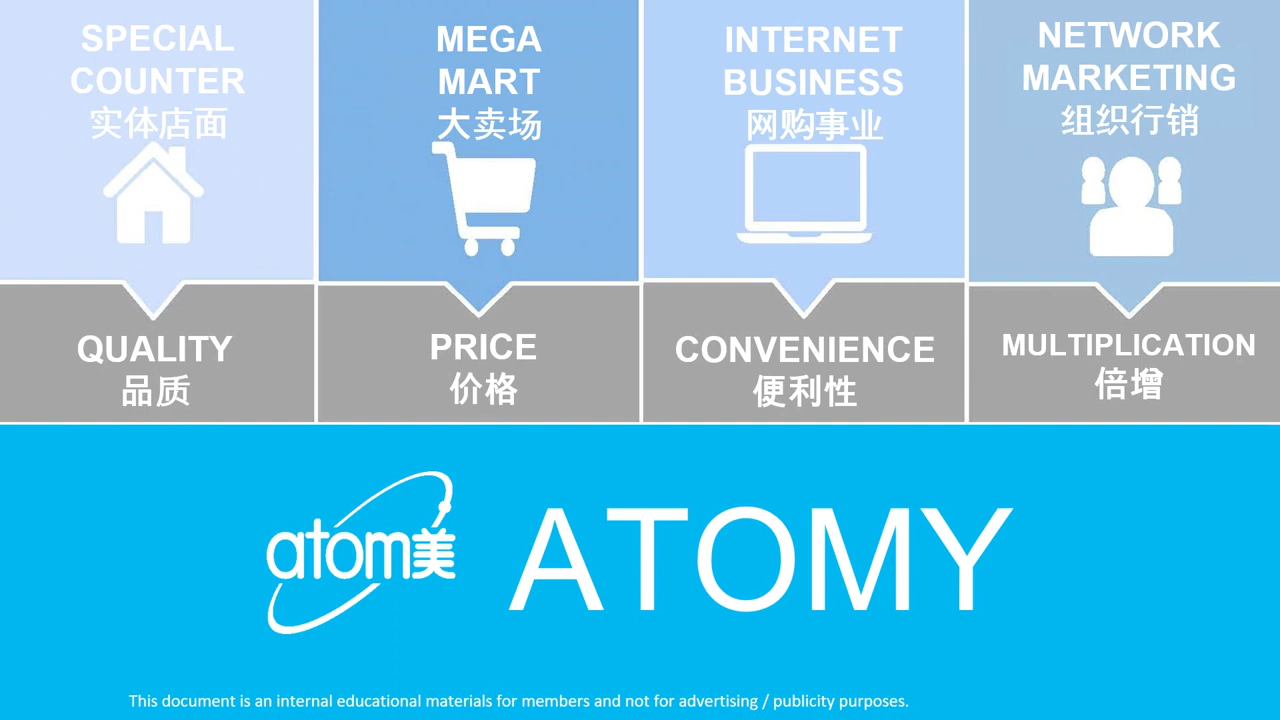 SPECIAL
COUNTER
实体店面
MEGA
MART
大卖场
INTERNET
BUSINESS
网购事业
NETWORK
MARKETING
组织行销
QUALITY
品质
PRICE
价格
CONVENIENCE
便利性
MULTIPLICATION
倍增
atom美
ATOMY
This document is an internal educational materials for members and not for advertising / publicity purposes.